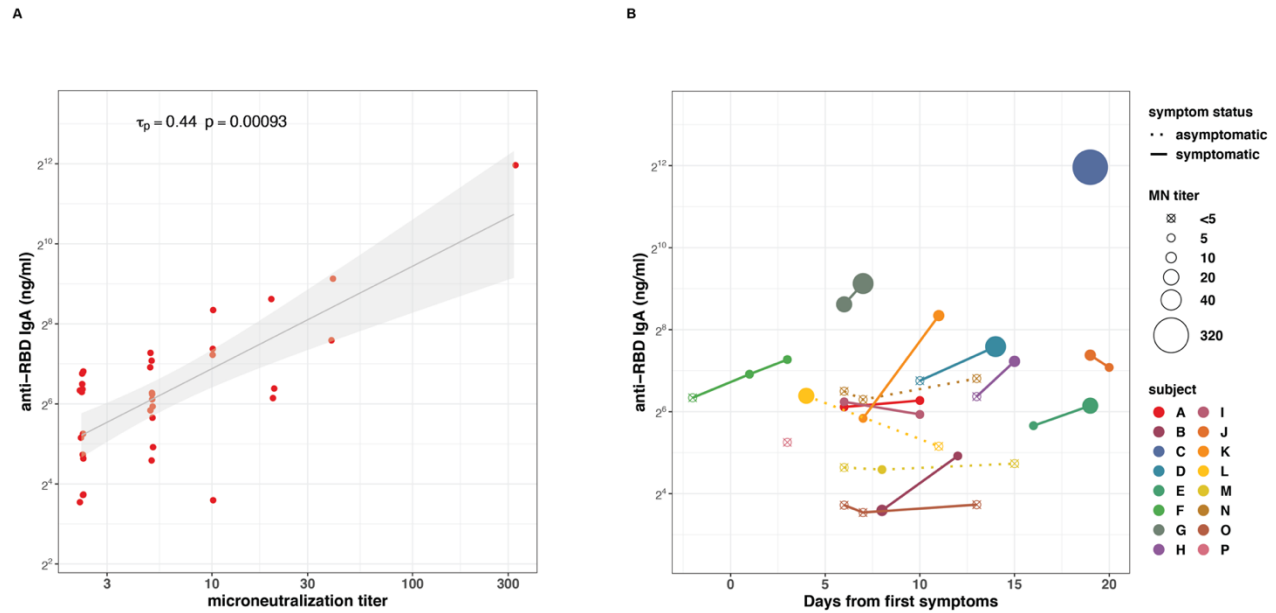 A
B
τp = 0.44 p = 0.00093
anti−RBD IgA (ng/ml)
2^12
2^10
2^8
2^6
2^4
2^2
3 10 30 100 300
microneutralization titer
anti−RBD IgA (ng/ml)
2^12
2^10
2^8
2^6
2^4
0 5 10 15 20
Days from first symptoms
symptom status
asymptomatic
symptomatic
MN titer
<5
5
10
20
40
320
subject
A I
B J
C K
D L
E M
F N
G O
H P